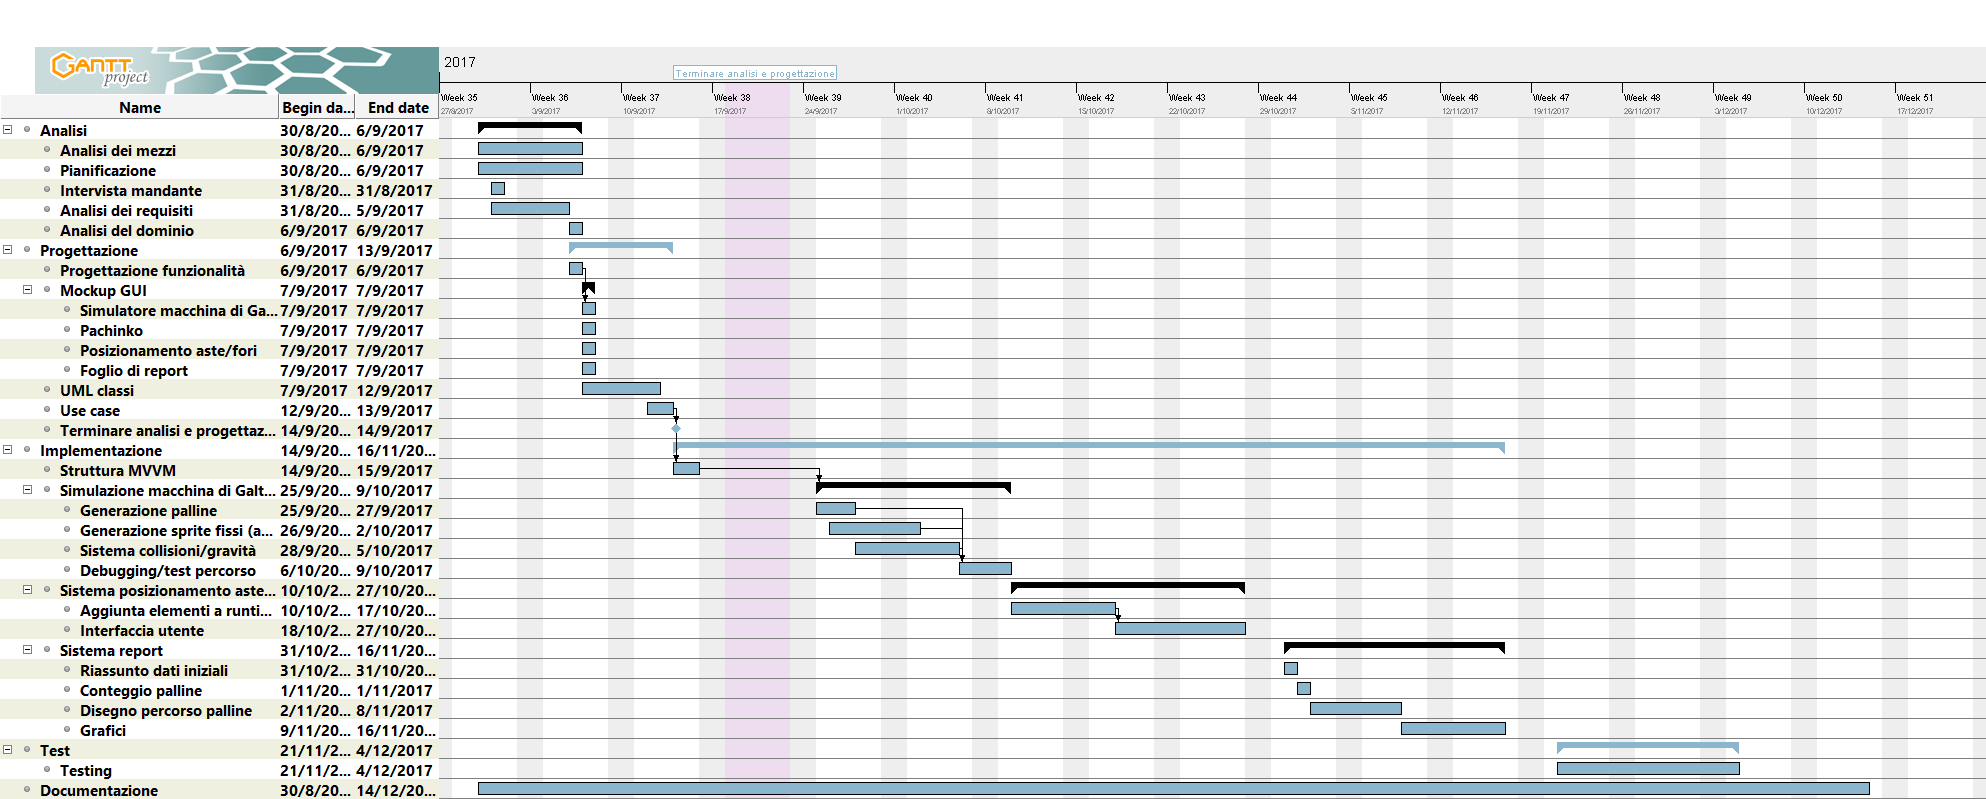 GANTT
project
2017
Terminare analisi e progettazione
Name Begin da... End date
Week 35 Week 36 Week 37 Week 38 Week 39 Week 40 Week 41 Week 42 Week 43 Week 44 Week 45 Week 46 Week 47 Week 48 Week 49 Week 50 Week 51
27/8/2017 3/9/2017 10/9/2017 17/9/2017 24/9/2017 1/10/2017 8/10/2017 15/10/2017 22/10/2017 29/10/2017 5/11/2017 12/11/2017 19/11/2017 26/11/2017 3/12/2017 10/12/2017 17/12/2017
Analisi 30/8/20... 6/9/2017
Analisi dei mezzi 30/8/20... 6/9/2017
Pianificazione 30/8/20... 6/9/2017
Intervista mandante 31/8/20... 31/8/2017
Analisi dei requisiti 31/8/20... 5/9/2017
Analisi del dominio 6/9/2017 6/9/2017
Progettazione 6/9/2017 13/9/2017
Progettazione funzionalità 6/9/2017 6/9/2017
Mockup GUI 7/9/2017 7/9/2017
Simulatore macchina di Ga... 7/9/2017 7/9/2017
Pachinko 7/9/2017 7/9/2017
Posizionamento aste/fori 7/9/2017 7/9/2017
Foglio di report 7/9/2017 7/9/2017
UML classi 7/9/2017 12/9/2017
Use case 12/9/20... 13/9/2017
Terminare analisi e progettaz... 14/9/20... 14/9/2017
Implementazione 14/9/20... 16/11/20...
Struttura MVVM 14/9/20... 15/9/2017
Simulazione macchina di Galt... 25/9/20... 9/10/2017
Generazione palline 25/9/20... 27/9/2017
Generazione sprite fissi (a... 26/9/20... 2/10/2017
Sistema collisioni/gravità 28/9/20... 5/10/2017
Debugging/test percorso 6/10/20... 9/10/2017
Sistema posizionamento aste... 10/10/2... 27/10/20...
Aggiunta elementi a runti... 10/10/2... 17/10/20...
Interfaccia utente 18/10/2... 27/10/20...
Sistema report 31/10/2... 16/11/20...
Riassunto dati iniziali 31/10/2... 31/10/20...
Conteggio palline 1/11/20... 1/11/2017
Disegno percorso palline 2/11/20... 8/11/2017
Grafici 9/11/20... 16/11/20...
Test 21/11/2... 4/12/2017
Testing 21/11/2... 4/12/2017
Documentazione 30/8/20... 14/12/20...